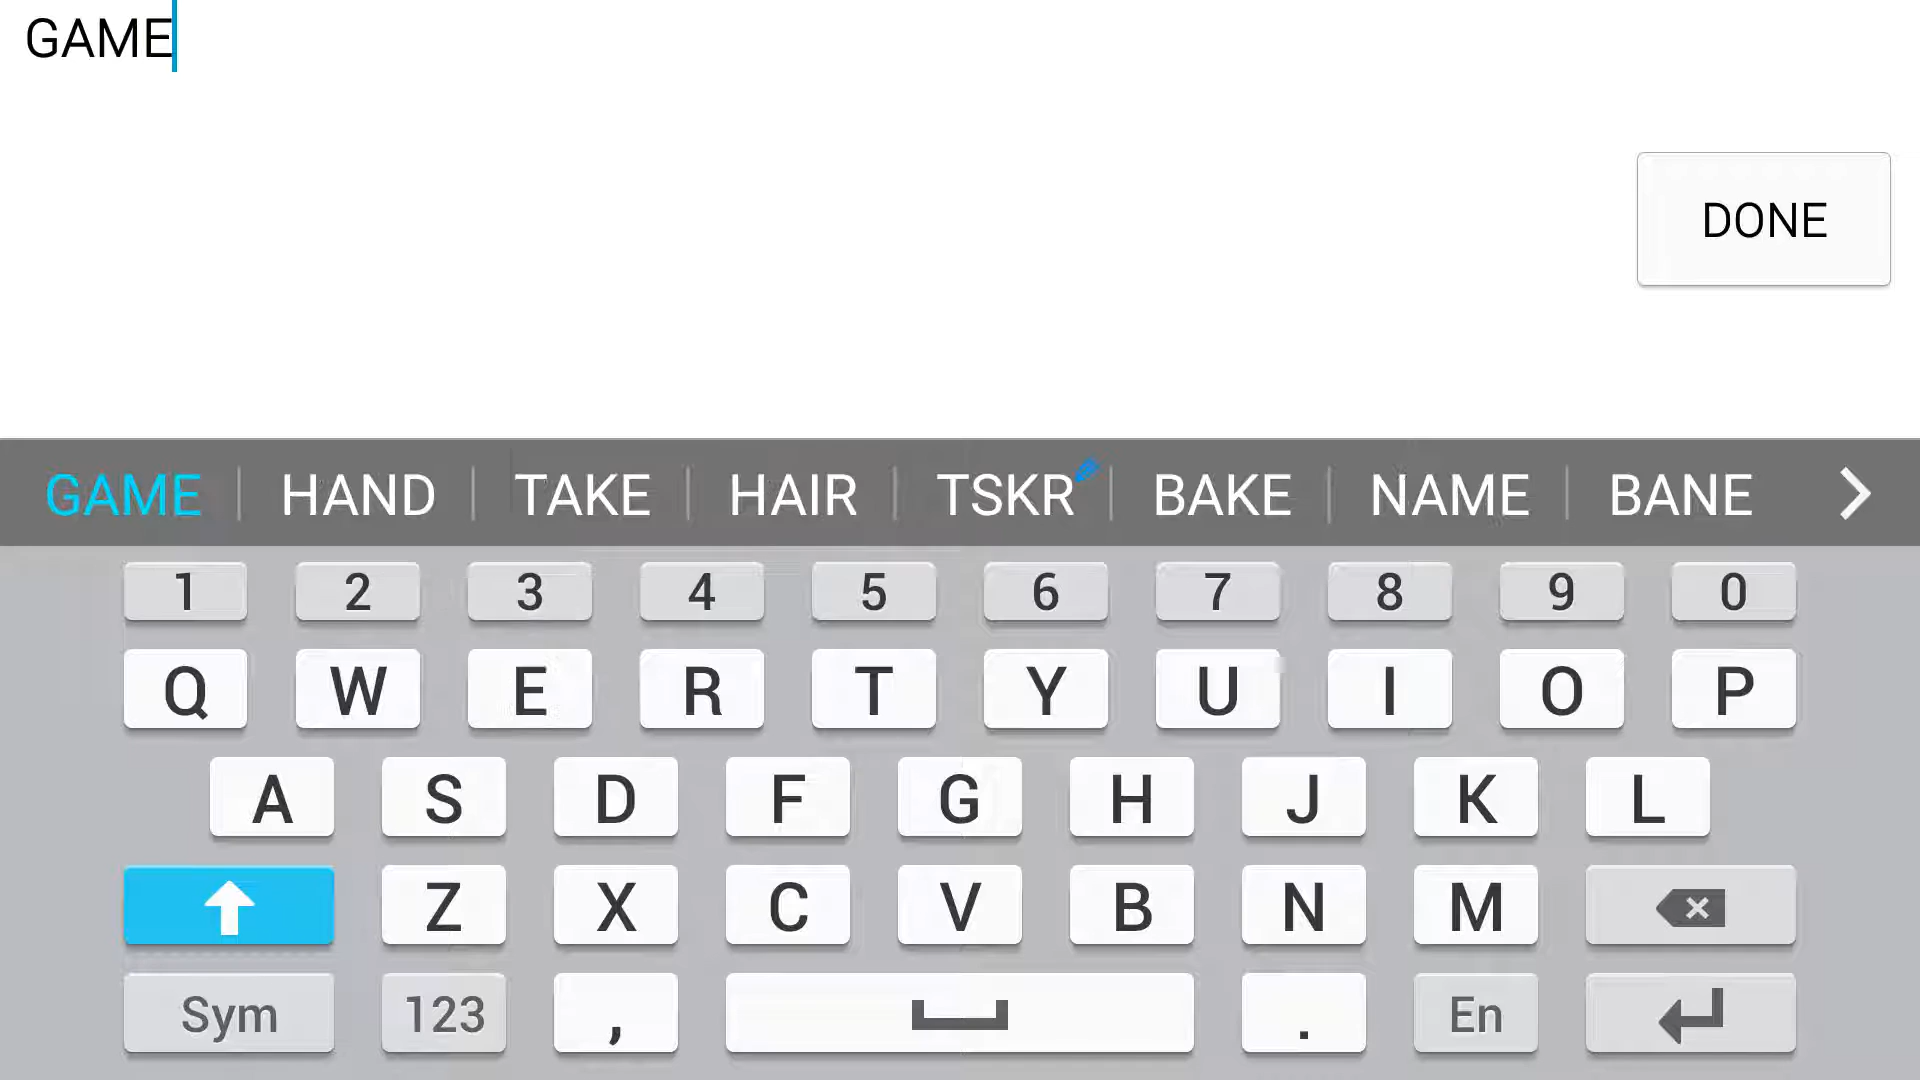 GAME
DONE
GAME HAND TAKE HAIR TSKR BAKE NAME BANE
1 2 3 4 5 6 7 8 9 0
Q W E R T Y U I O P
A S D F G H J K L
Z X C V B N M
Sym 123 , . En